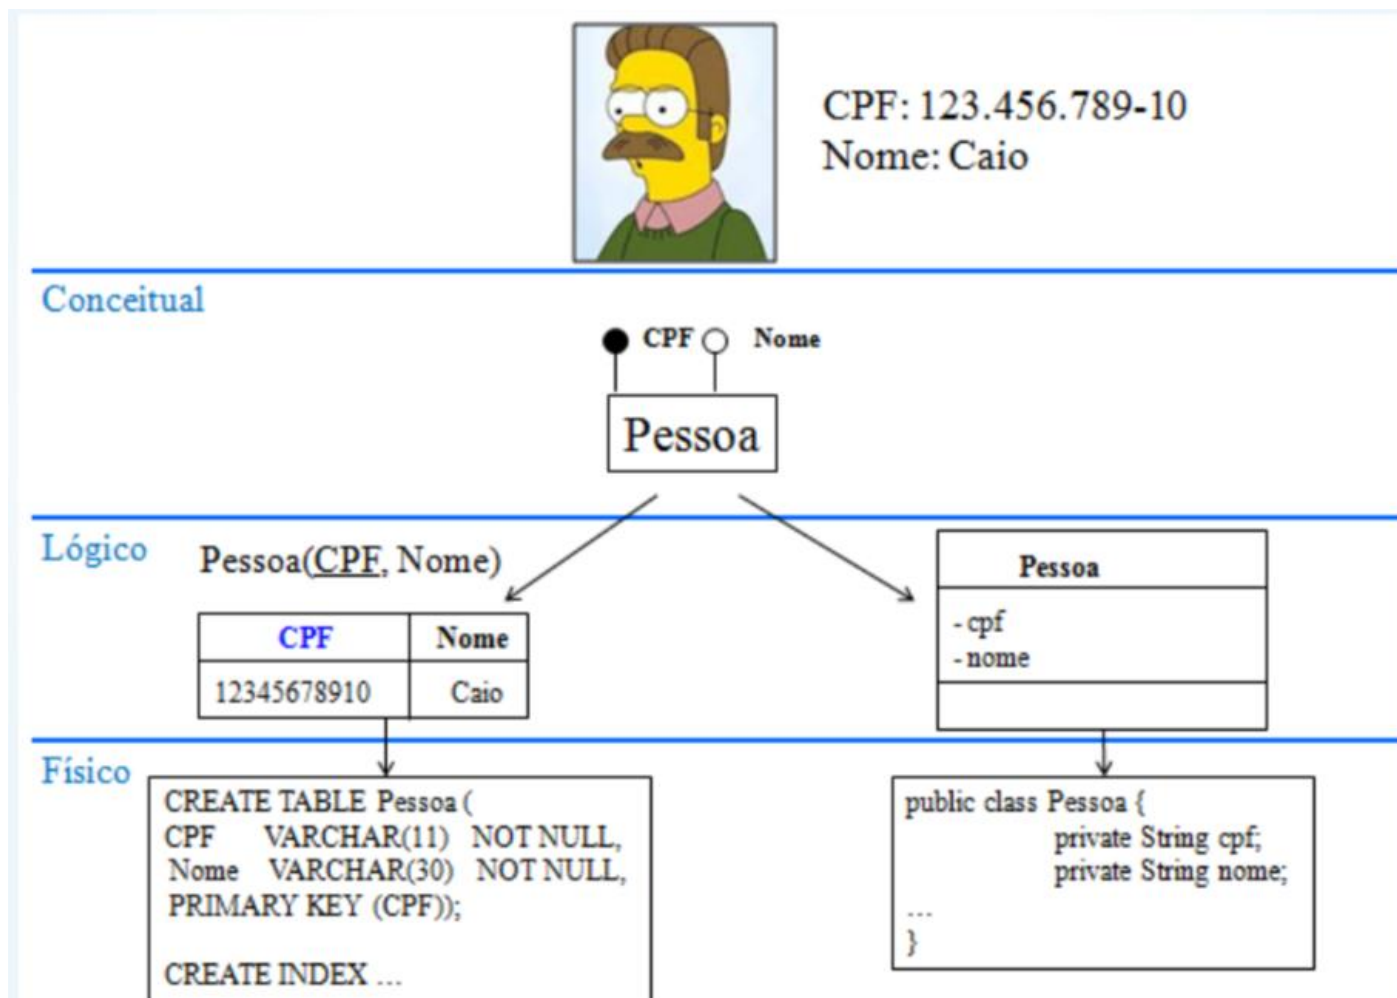 CPF: 123.456.789-10
Nome: Caio
Conceitual
CPF Nome
Pessoa
Lógico
Pessoa(CPF, Nome)
CPF Nome
12345678910 Caio
Pessoa
- cpf
- nome
Físico
CREATE TABLE Pessoa (
CPF VARCHAR(11) NOT NULL,
Nome VARCHAR(30) NOT NULL,
PRIMARY KEY (CPF));
CREATE INDEX ...
public class Pessoa {
private String cpf;
private String nome;
...
}